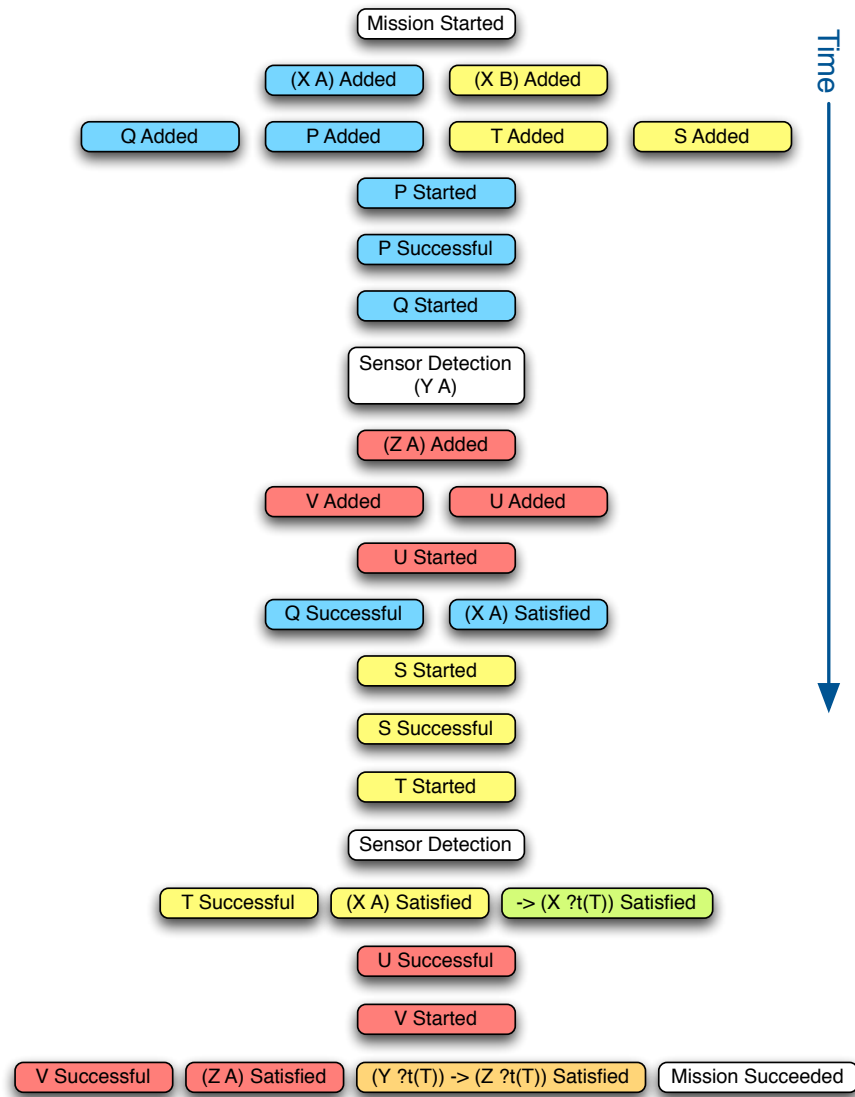 Mission Started
Time
(X A) Added
(X B) Added
Q Added
P Added
T Added
S Added
P Started
P Successful
Q Started
Sensor Detection
(Y A)
(Z A) Added
V Added
U Added
U Started
Q Successful
(X A) Satisfied
S Started
S Successful
T Started
Sensor Detection
T Successful
(X A) Satisfied
-> (X ?t(T)) Satisfied
U Successful
V Started
V Successful
(Z A) Satisfied
(Y ?t(T)) -> (Z ?t(T)) Satisfied
Mission Succeeded